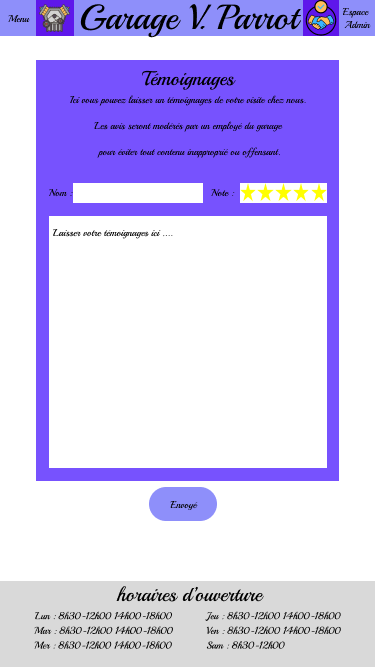 Menu Garage V. Parrot Espace Admin
Témoignages
Ici vous pouvez laisser un témoignages de votre visite chez nous.
Les avis seront modérés par un employé du garage
pour éviter tout contenu inapproprié ou offensant.
Nom : Note :
Laisser votre témoignages ici ....
Envoyé
horaires d'ouverture
Lun : 8h30-12h00 14h00-18h00 Jeu : 8h30-12h00 14h00-18h00
Mar : 8h30-12h00 14h00-18h00 Ven : 8h30-12h00 14h00-18h00
Mer : 8h30-12h00 14h00-18h00 Sam : 8h30-12h00